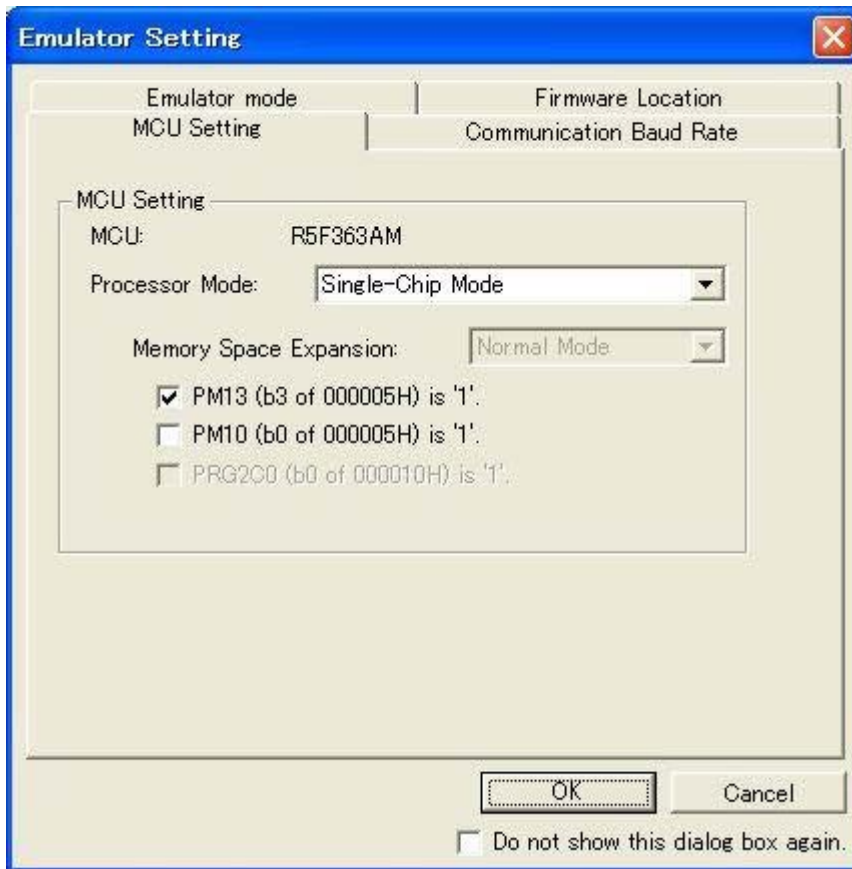 Emulator Setting
Emulator mode
Firmware Location
MCU Setting
Communication Baud Rate
MCU Setting
MCU: R5F363AM
Processor Mode: Single-Chip Mode
Memory Space Expansion: Normal Mode
PM13 (b3 of 000005H) is '1'.
PM10 (b0 of 000005H) is '1'.
PRG2C0 (b0 of 000010H) is '1'.
OK
Cancel
Do not show this dialog box again.